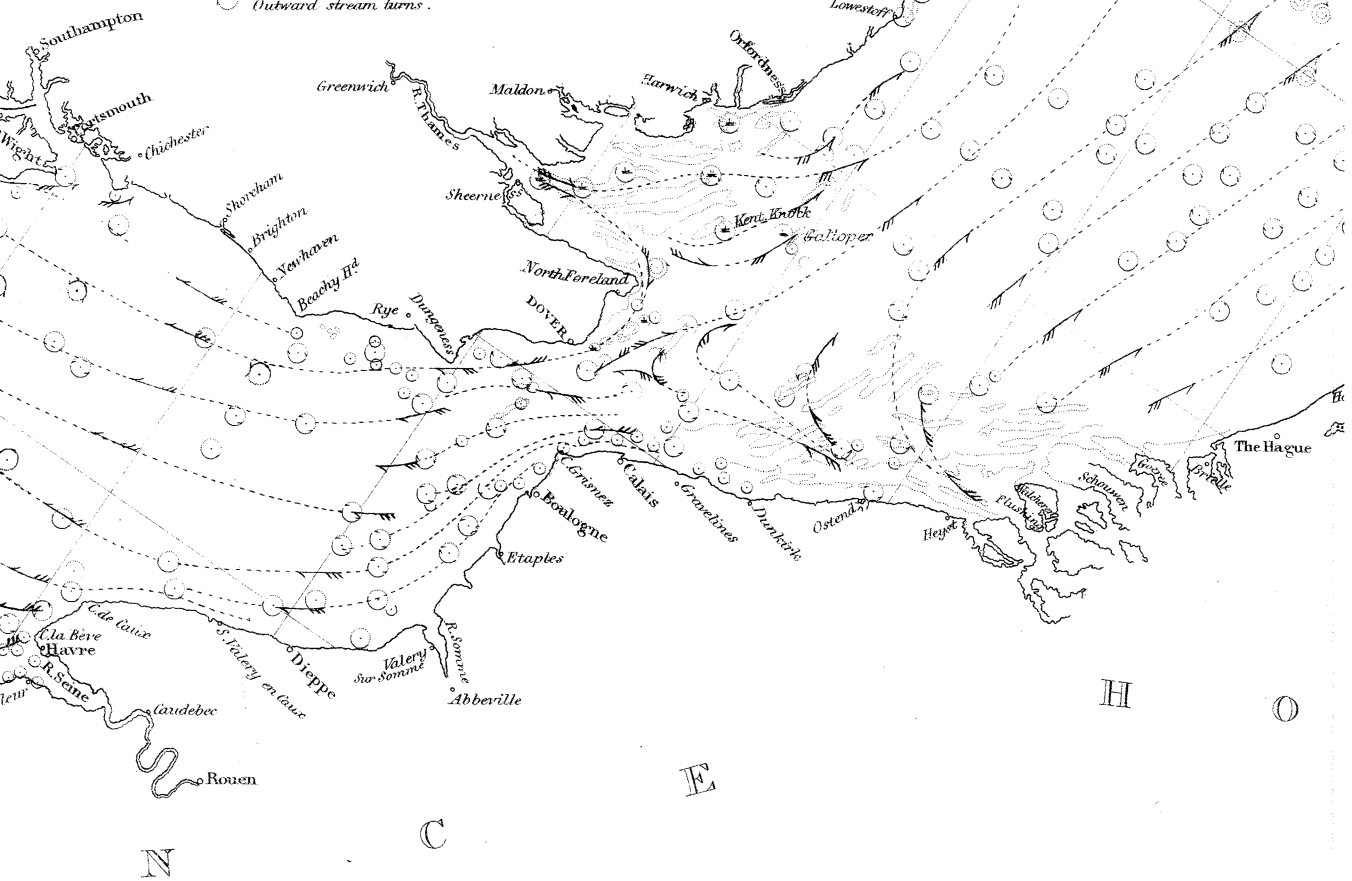 Outward stream turns.
Southampton
Lowestoff
Orfordness
Greenwich
Maldon
Harwich
R. Thames
Portsmouth
Wight
Chichester
Sheerness
Shoreham
Brighton
Newhaven
Beachy Hd
Kent Knock
Galloper
North Foreland
DOVER
Rye
Dungeness
The Hague
Goree
Brielle
Schouwen
Walcheren
Flushing
Heyst
Ostend
Dunkirk
Gravelines
Calais
C. Grisnez
Boulogne
Etaples
C. de Caux
C. la Bève
Havre
R. Seine
leur
S. Valery en Caux
Dieppe
Valery
Sur Somme
R. Somme
Abbeville
Caudebec
Rouen
H
O
E
C
N